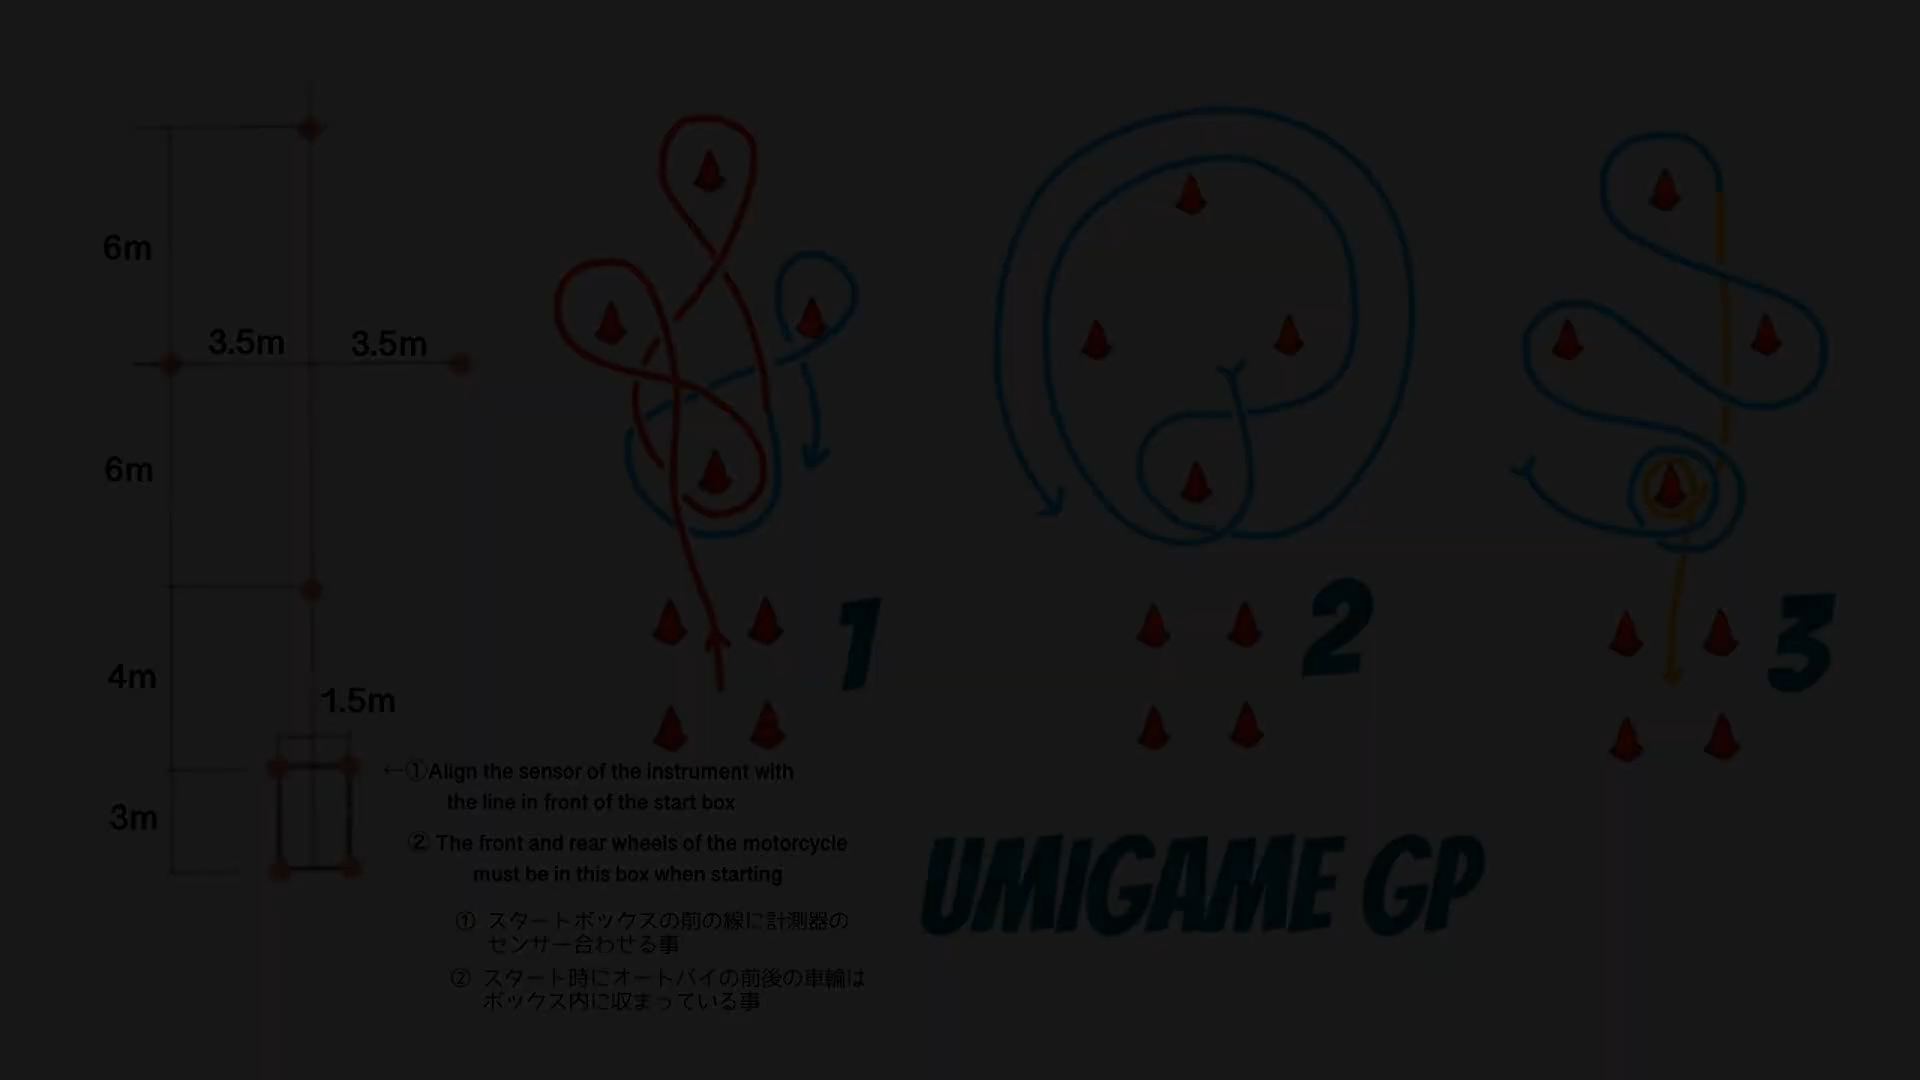 6m
3.5m 3.5m
6m
4m
1.5m
3m
1
2
3
←①Align the sensor of the instrument with
the line in front of the start box
② The front and rear wheels of the motorcycle
must be in this box when starting
① スタートボックスの前の線に計測器の
センサー合わせる事
② スタート時にオートバイの前後の車輪は
ボックス内に収まっている事
UMIGAME GP